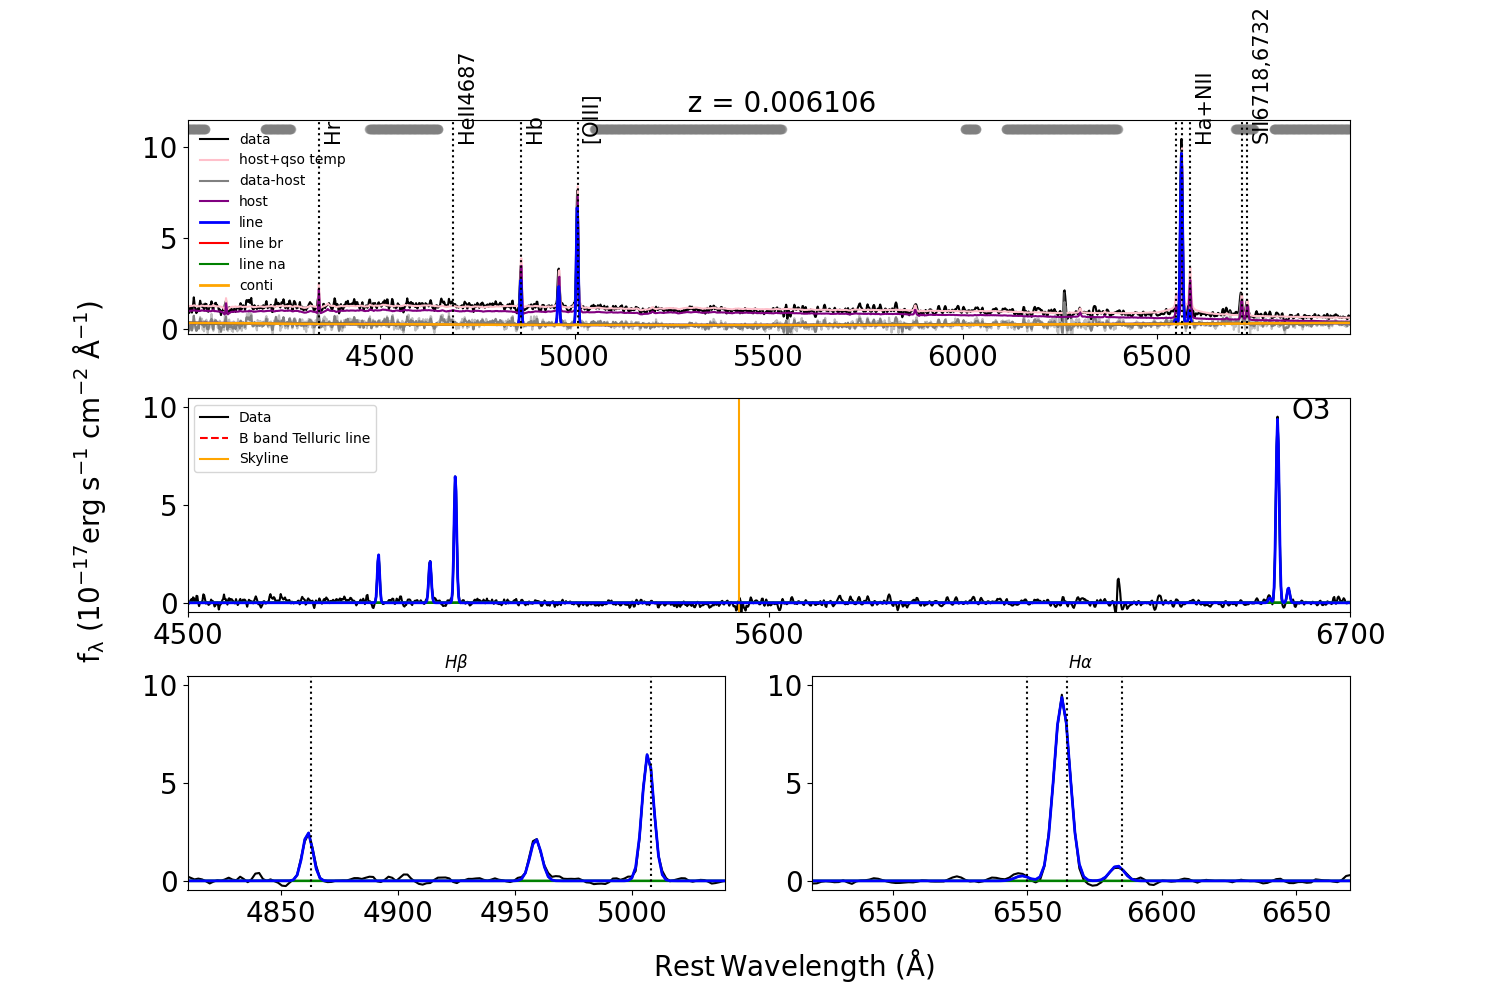 z = 0.006106
Hr
HeII4687
Hb
[OIII]
Ha+NII
SII6718,6732
data
host+qso temp
data-host
host
line
line br
line na
conti
10
5
0
4500
5000
5500
6000
6500
Data
B band Telluric line
Skyline
O3
10
5
0
4500
5600
6700
fλ (10−17erg s−1 cm−2 Å−1)
Hβ
10
5
0
4850
4900
4950
5000
Hα
10
5
0
6500
6550
6600
6650
Rest Wavelength (Å)